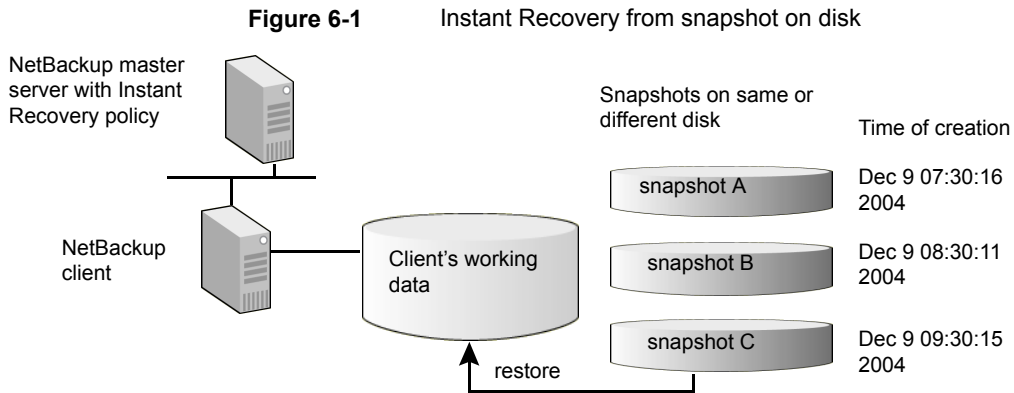 Figure 6-1 Instant Recovery from snapshot on disk
NetBackup master
server with Instant
Recovery policy
Snapshots on same or
different disk
Time of creation
snapshot A
Dec 9 07:30:16
2004
NetBackup
client
Client's working
data
snapshot B
Dec 9 08:30:11
2004
snapshot C
Dec 9 09:30:15
2004
restore